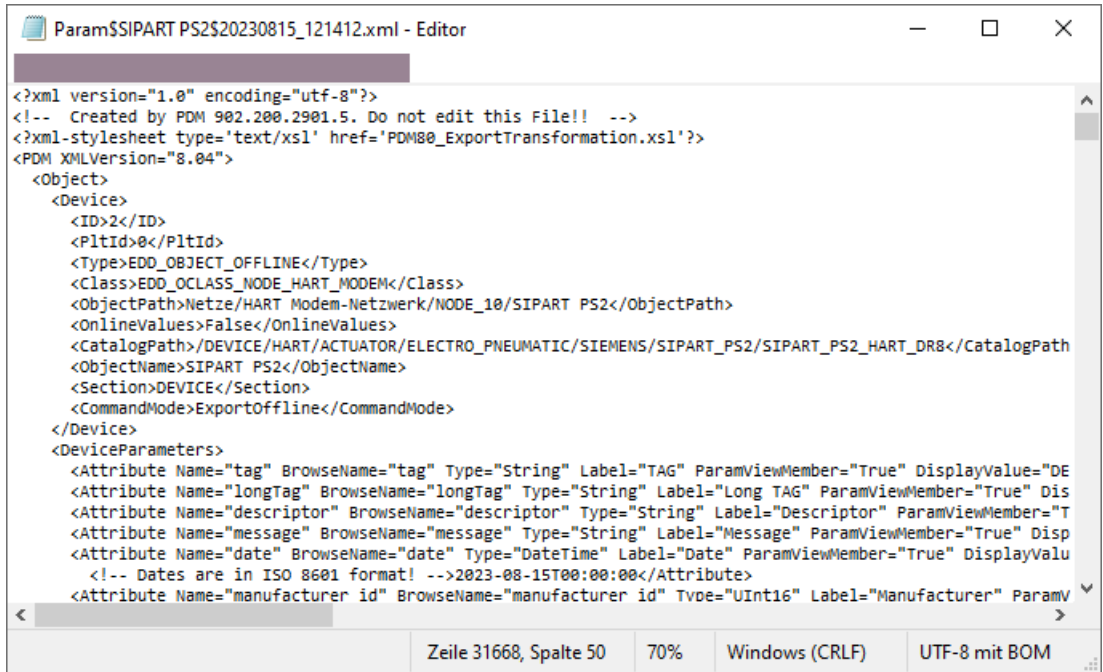 Param$SIPART PS2$20230815_121412.xml - Editor
<?xml version="1.0" encoding="utf-8"?>
<!--  Created by PDM 902.200.2901.5. Do not edit this File!!  -->
<?xml-stylesheet type='text/xsl' href='PDM80_ExportTransformation.xsl'?>
<PDM XMLVersion="8.04">
<Object>
<Device>
<ID>2</ID>
<PltId>0</PltId>
<Type>EDD_OBJECT_OFFLINE</Type>
<Class>EDD_OCLASS_NODE_HART_MODEM</Class>
<ObjectPath>Netze/HART Modem-Netzwerk/NODE_10/SIPART PS2</ObjectPath>
<OnlineValues>False</OnlineValues>
<CatalogPath>/DEVICE/HART/ACTUATOR/ELECTRO_PNEUMATIC/SIEMENS/SIPART_PS2/SIPART_PS2_HART_DR8</CatalogPath
<ObjectName>SIPART PS2</ObjectName>
<Section>DEVICE</Section>
<CommandMode>ExportOffline</CommandMode>
</Device>
<DeviceParameters>
<Attribute Name="tag" BrowseName="tag" Type="String" Label="TAG" ParamViewMember="True" DisplayValue="DE
<Attribute Name="longTag" BrowseName="longTag" Type="String" Label="Long TAG" ParamViewMember="True" Dis
<Attribute Name="descriptor" BrowseName="descriptor" Type="String" Label="Descriptor" ParamViewMember="T
<Attribute Name="message" BrowseName="message" Type="String" Label="Message" ParamViewMember="True" Disp
<Attribute Name="date" BrowseName="date" Type="DateTime" Label="Date" ParamViewMember="True" DisplayValu
<!-- Dates are in ISO 8601 format! -->2023-08-15T00:00:00</Attribute>
<Attribute Name="manufacturer_id" BrowseName="manufacturer_id" Type="UInt16" Label="Manufacturer" ParamV
Zeile 31668, Spalte 50
70%
Windows (CRLF)
UTF-8 mit BOM